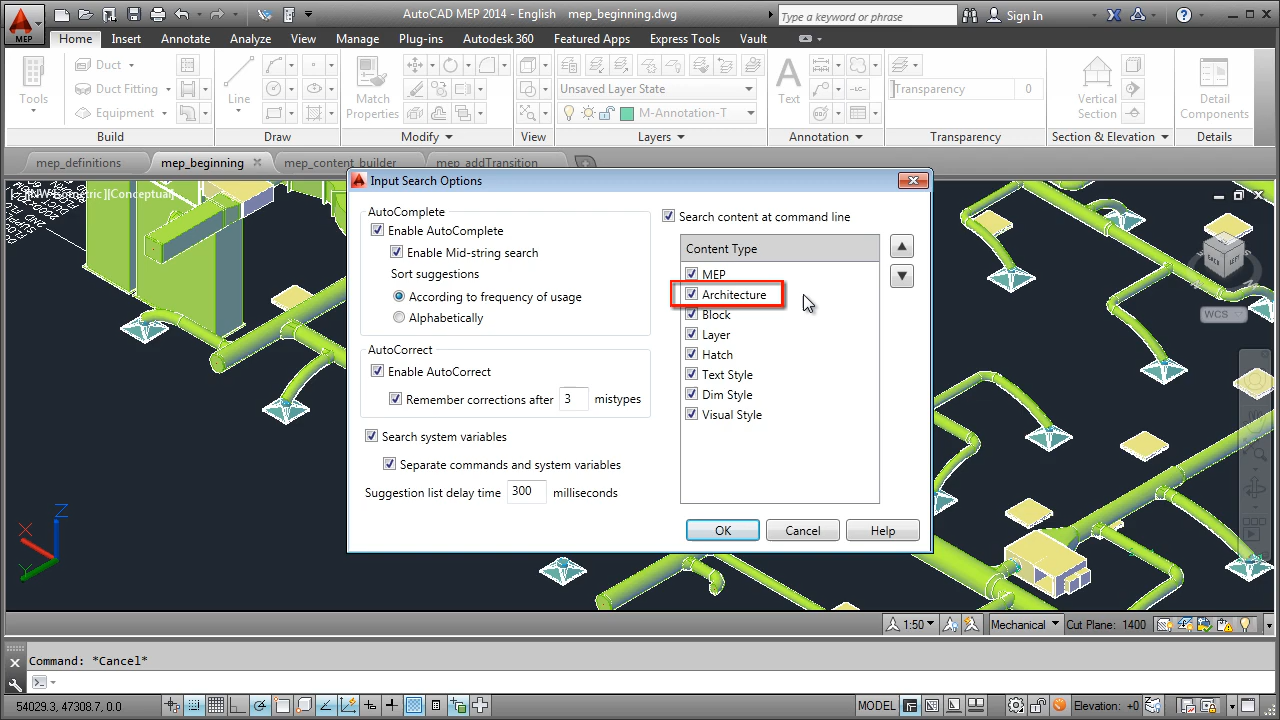 AutoCAD MEP 2014 - English mep_beginning.dwg
Type a keyword or phrase
Sign In
MEP
Home Insert Annotate Analyze View Manage Plug-ins Autodesk 360 Featured Apps Express Tools Vault
Tools
Duct
Duct Fitting
Equipment
Line
Match Properties
Unsaved Layer State
M-Annotation-T
Text
Transparency 0
Vertical Section
Detail Components
Build Draw Modify View Layers Annotation Transparency Section & Elevation Details
mep_definitions mep_beginning mep_content_builder mep_addTransition
[Conceptual]
Input Search Options
AutoComplete
Enable AutoComplete
Enable Mid-string search
Sort suggestions
According to frequency of usage
Alphabetically
AutoCorrect
Enable AutoCorrect
Remember corrections after 3 mistypes
Search system variables
Separate commands and system variables
Suggestion list delay time 300 milliseconds
Search content at command line
Content Type
MEP
Architecture
Block
Layer
Hatch
Text Style
Dim Style
Visual Style
OK Cancel Help
BACK LEFT
WCS
Z
X
Y
1:50 Mechanical Cut Plane: 1400
Command: *Cancel*
54029.3, 47308.7, 0.0
MODEL
Elevation: +0